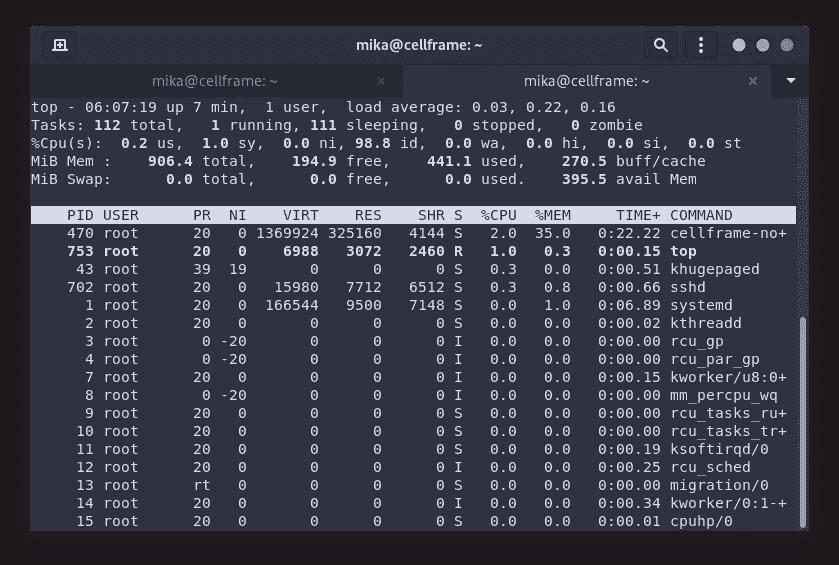 mika@cellframe: ~
mika@cellframe: ~ × mika@cellframe: ~ ×
top - 06:07:19 up 7 min,  1 user,  load average: 0.03, 0.22, 0.16
Tasks: 112 total,   1 running, 111 sleeping,   0 stopped,   0 zombie
%Cpu(s):  0.2 us,  1.0 sy,  0.0 ni, 98.8 id,  0.0 wa,  0.0 hi,  0.0 si,  0.0 st
MiB Mem :    906.4 total,    194.9 free,    441.1 used,    270.5 buff/cache
MiB Swap:      0.0 total,      0.0 free,      0.0 used.    395.5 avail Mem
PID USER      PR  NI    VIRT    RES    SHR S  %CPU  %MEM     TIME+ COMMAND
470 root      20   0 1369924 325160   4144 S   2.0  35.0   0:22.22 cellframe-no+
753 root      20   0    6988   3072   2460 R   1.0   0.3   0:00.15 top
43 root      39  19       0      0      0 S   0.3   0.0   0:00.51 khugepaged
702 root      20   0   15980   7712   6512 S   0.3   0.8   0:00.66 sshd
1 root      20   0  166544   9500   7148 S   0.0   1.0   0:06.89 systemd
2 root      20   0       0      0      0 S   0.0   0.0   0:00.02 kthreadd
3 root       0 -20       0      0      0 I   0.0   0.0   0:00.00 rcu_gp
4 root       0 -20       0      0      0 I   0.0   0.0   0:00.00 rcu_par_gp
7 root      20   0       0      0      0 I   0.0   0.0   0:00.15 kworker/u8:0+
8 root       0 -20       0      0      0 I   0.0   0.0   0:00.00 mm_percpu_wq
9 root      20   0       0      0      0 S   0.0   0.0   0:00.00 rcu_tasks_ru+
10 root      20   0       0      0      0 S   0.0   0.0   0:00.00 rcu_tasks_tr+
11 root      20   0       0      0      0 S   0.0   0.0   0:00.19 ksoftirqd/0
12 root      20   0       0      0      0 I   0.0   0.0   0:00.25 rcu_sched
13 root      rt   0       0      0      0 S   0.0   0.0   0:00.00 migration/0
14 root      20   0       0      0      0 I   0.0   0.0   0:00.34 kworker/0:1-+
15 root      20   0       0      0      0 S   0.0   0.0   0:00.01 cpuhp/0